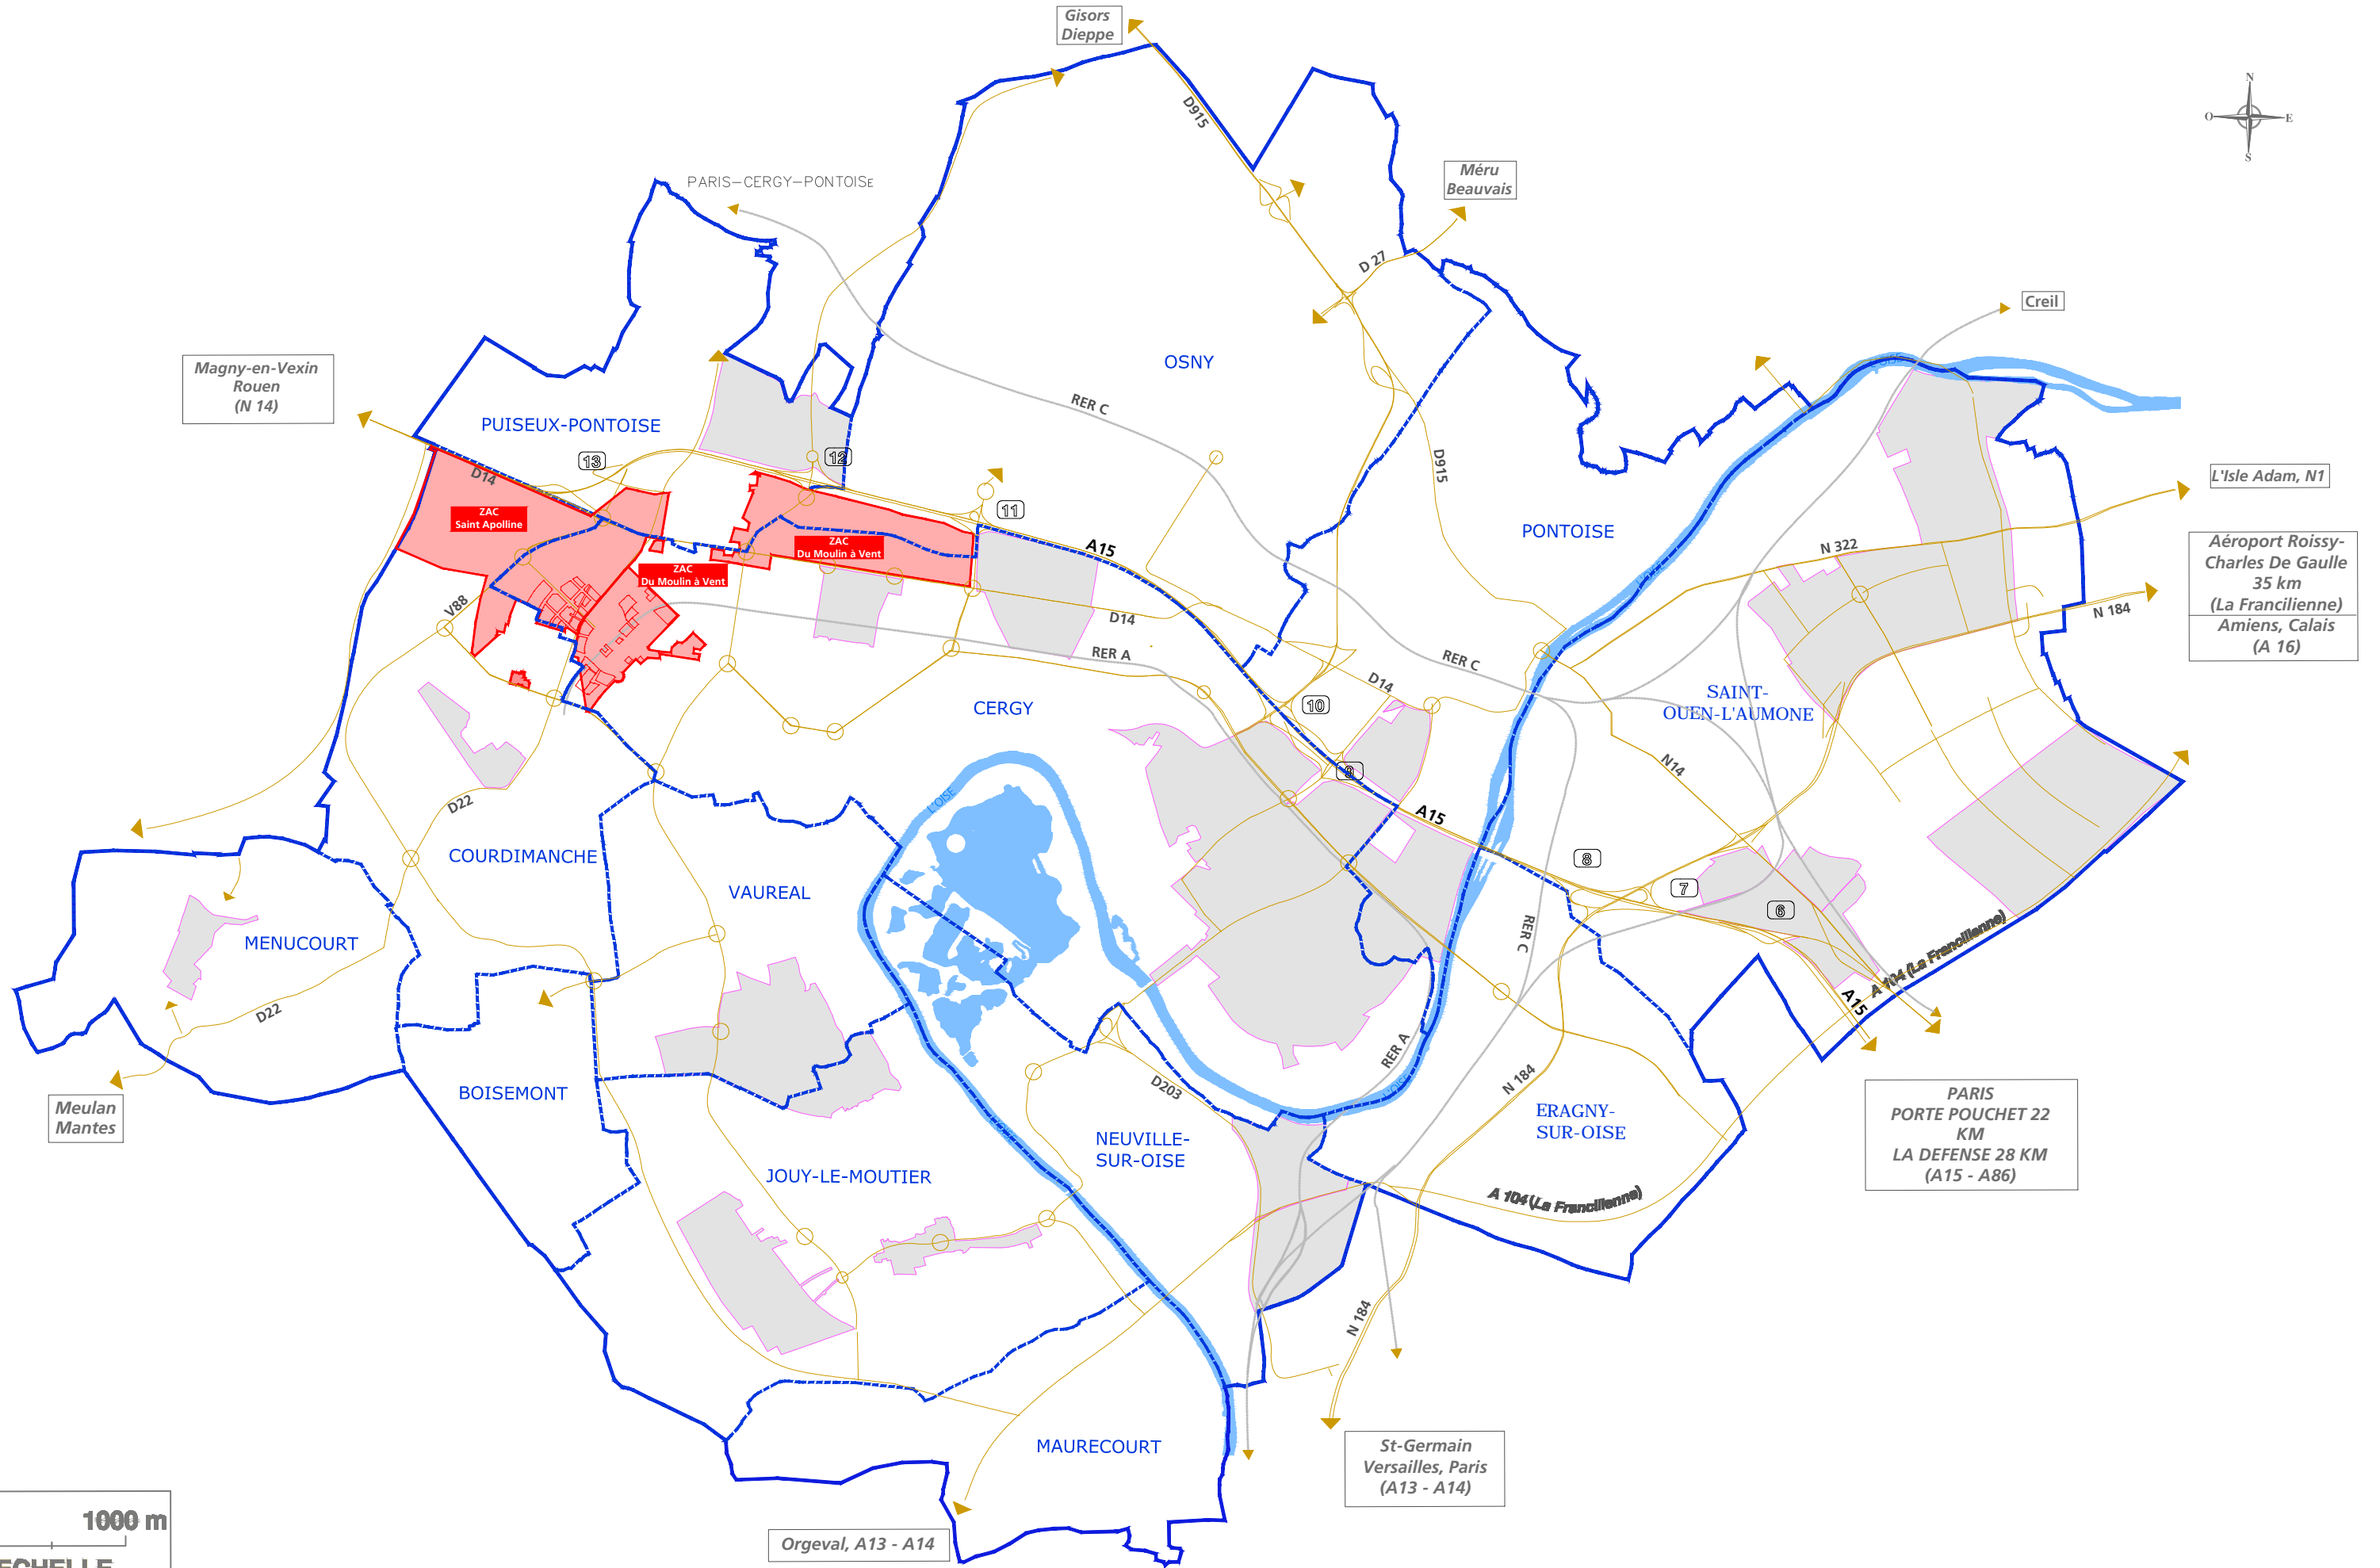 Gisors
Dieppe
N
O
E
S
D915
PARIS-CERGY-PONTOISE
Méru
Beauvais
D 27
Creil
Magny-en-Vexin
Rouen
(N 14)
OSNY
RER C
PUISEUX-PONTOISE
13
12
D14
D915
L'Isle Adam, N1
ZAC
Saint Apolline
11
PONTOISE
ZAC
Du Moulin à Vent
A15
N 322
Aéroport Roissy-
Charles De Gaulle
35 km
(La Francilienne)
Amiens, Calais
(A 16)
ZAC
Du Moulin à Vent
V88
D14
N 184
RER A
RER C
D14
SAINT-
OUEN-L'AUMONE
CERGY
10
9
N14
L'OISE
D22
A15
COURDIMANCHE
8
VAUREAL
7
6
MENUCOURT
RER C
A 104 (La Francilienne)
A15
D22
RER A
BOISEMONT
D203
N 184
Meulan
Mantes
ERAGNY-
SUR-OISE
PARIS
PORTE POUCHET 22
KM
LA DEFENSE 28 KM
(A15 - A86)
NEUVILLE-
SUR-OISE
JOUY-LE-MOUTIER
A 104 (La Francilienne)
N 184
MAURECOURT
St-Germain
Versailles, Paris
(A13 - A14)
1000 m
ECHELLE
Orgeval, A13 - A14